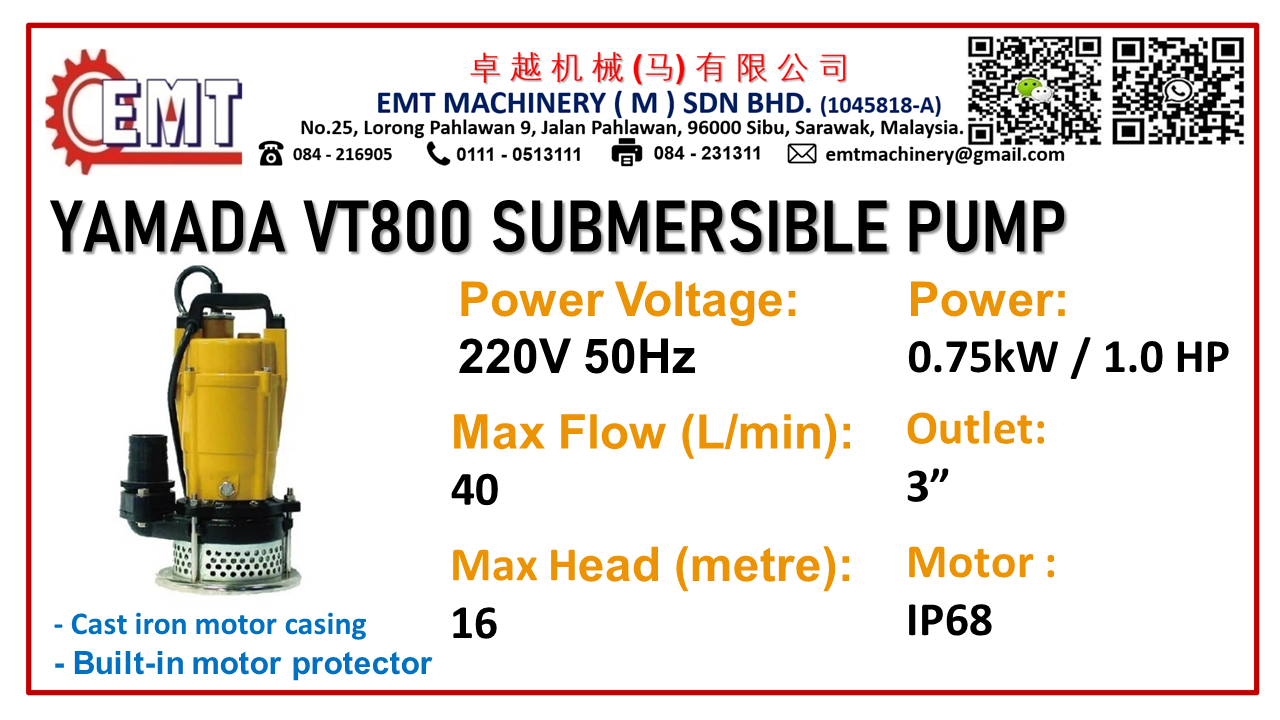 EMT
卓越机械(马)有限公司
EMT MACHINERY ( M ) SDN BHD. (1045818-A)
No.25, Lorong Pahlawan 9, Jalan Pahlawan, 96000 Sibu, Sarawak, Malaysia.
084 - 216905 0111 - 0513111 084 - 231311 emtmachinery@gmail.com
YAMADA VT800 SUBMERSIBLE PUMP
Power Voltage: Power:
220V 50Hz 0.75kW / 1.0 HP
Max Flow (L/min): Outlet:
40 3”
Max Head (metre): Motor :
16 IP68
- Cast iron motor casing
- Built-in motor protector